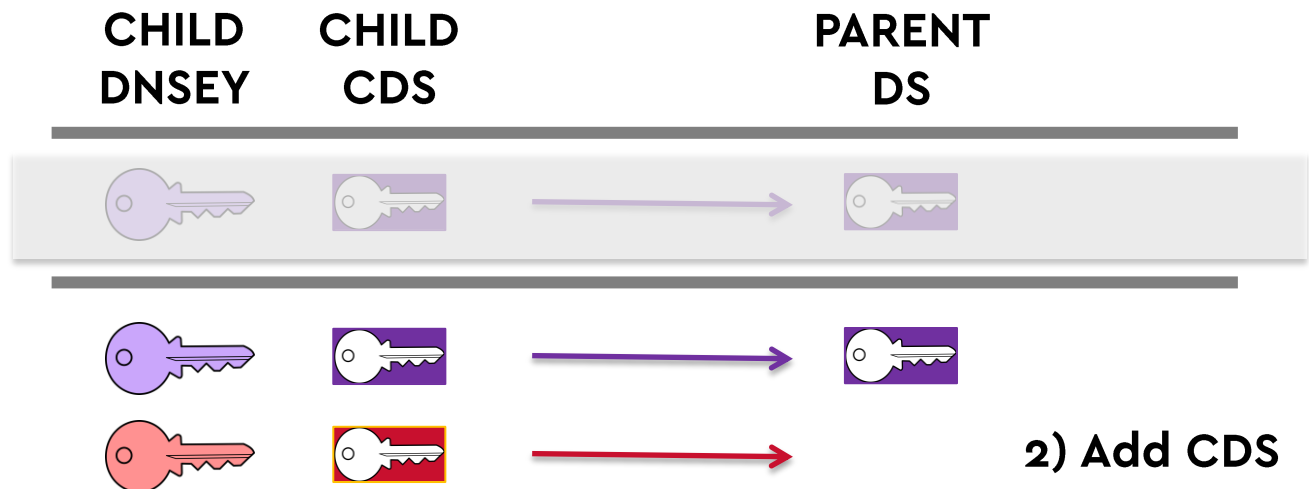 CHILD
DNSEY
CHILD
CDS
PARENT
DS
2) Add CDS